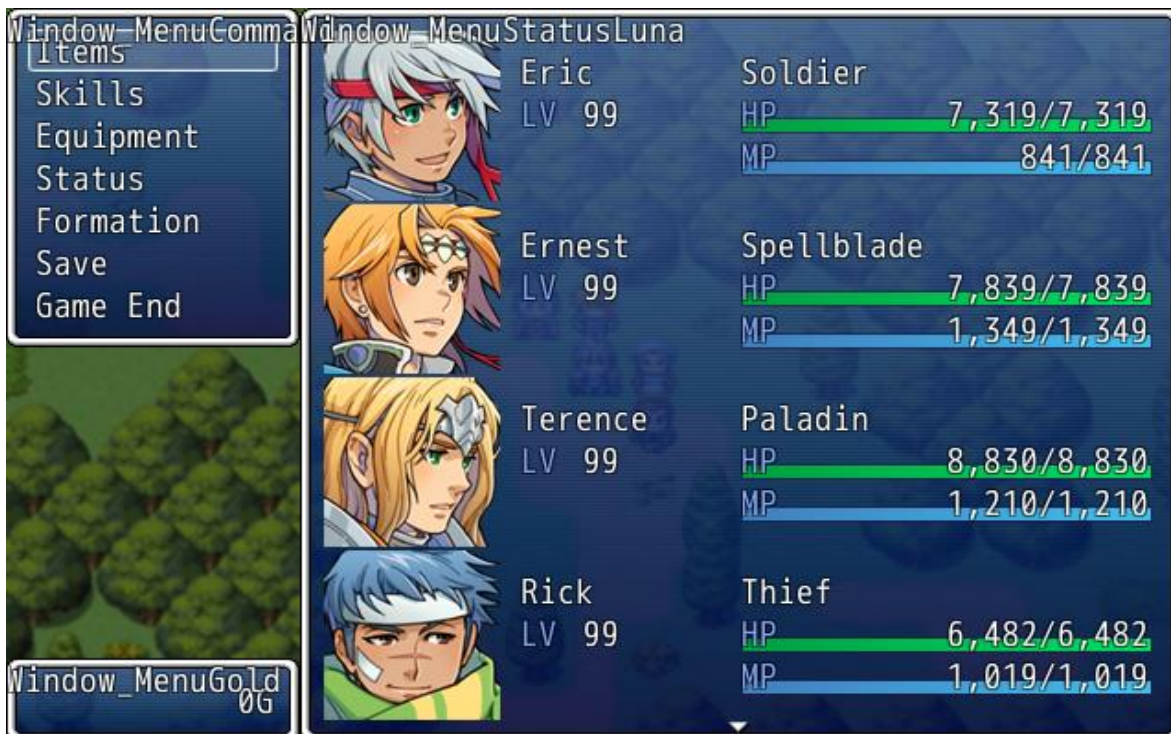 Window_MenuComma
Items
Skills
Equipment
Status
Formation
Save
Game End
Window_MenuGold
0G
Window_MenuStatusLuna
Eric Soldier
LV 99 HP 7,319/7,319
MP 841/841
Ernest Spellblade
LV 99 HP 7,839/7,839
MP 1,349/1,349
Terence Paladin
LV 99 HP 8,830/8,830
MP 1,210/1,210
Rick Thief
LV 99 HP 6,482/6,482
MP 1,019/1,019